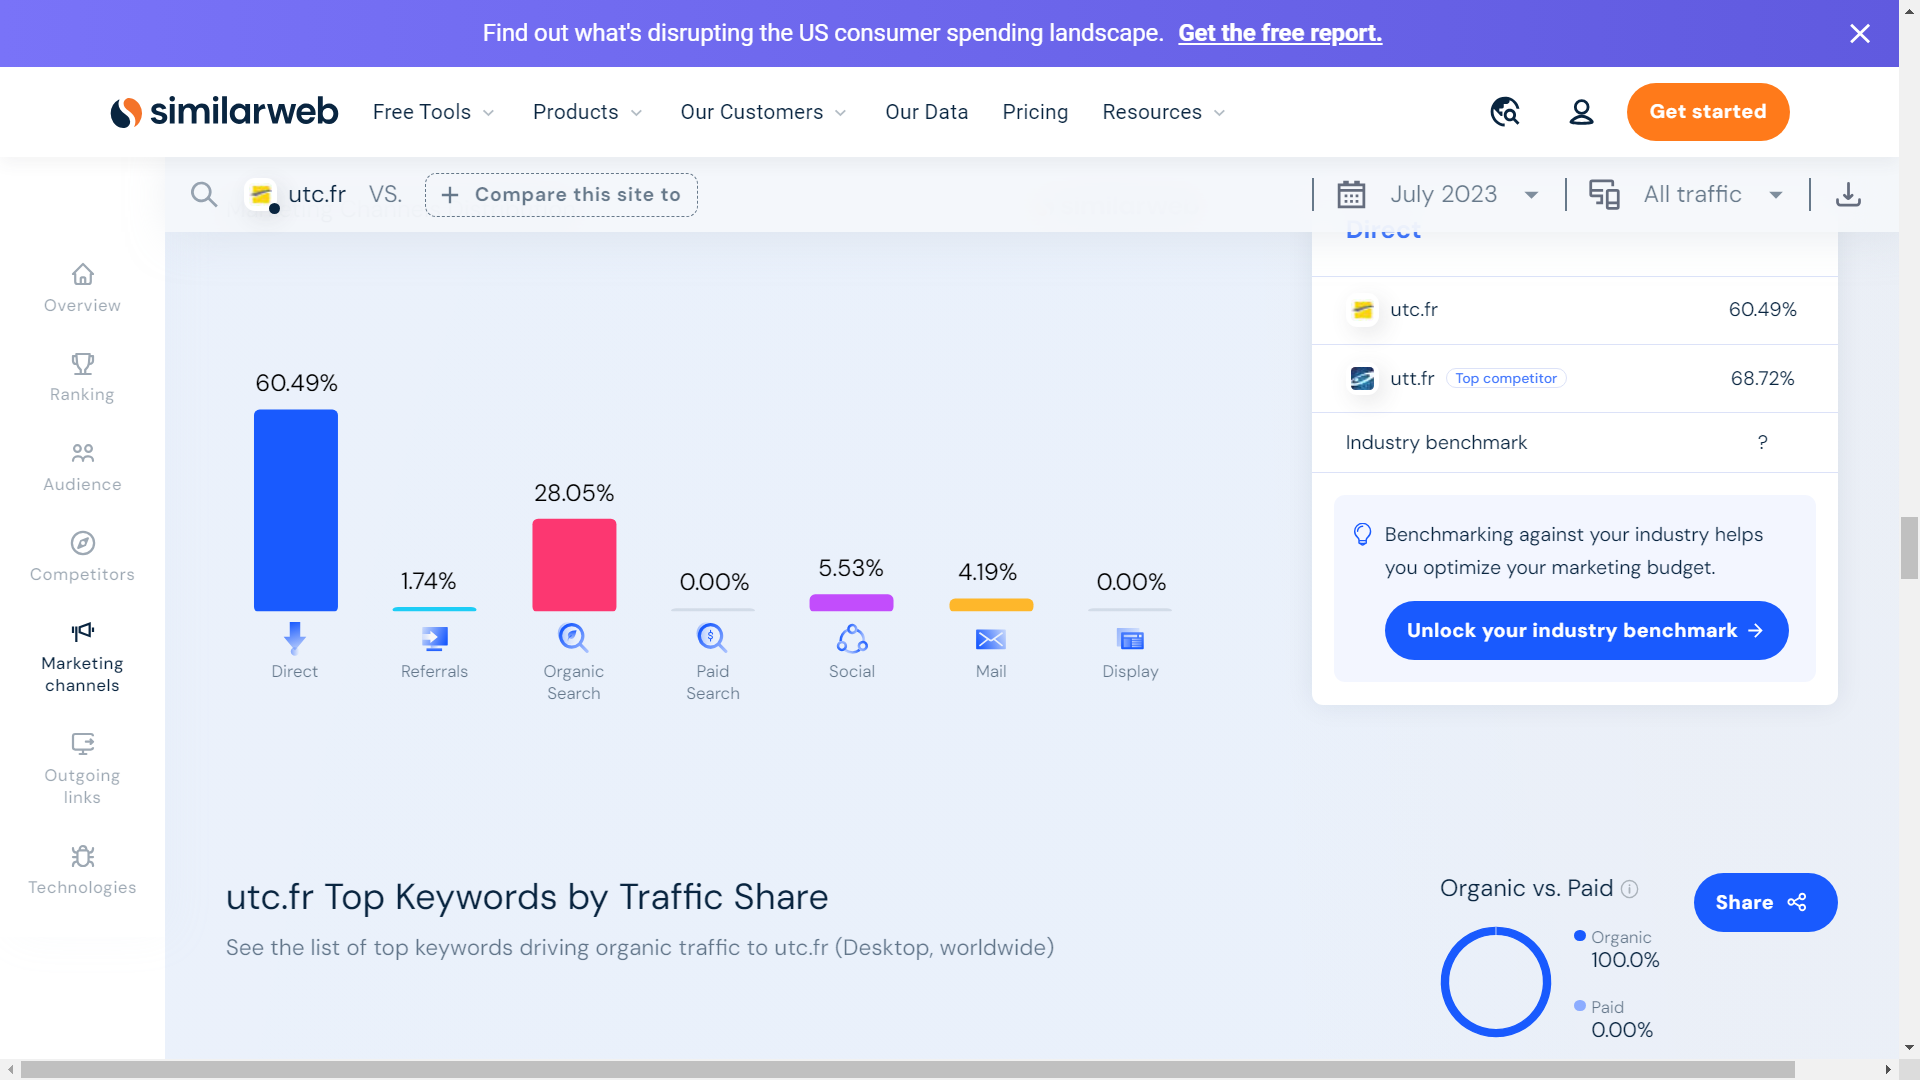 Find out what's disrupting the US consumer spending landscape. Get the free report.
similarweb
Free Tools
Products
Our Customers
Our Data
Pricing
Resources
Get started
utc.fr
VS.
+ Compare this site to
July 2023
All traffic
Direct
Overview
Ranking
Audience
Competitors
Marketing
channels
Outgoing
links
Technologies
60.49%
1.74%
28.05%
0.00%
5.53%
4.19%
0.00%
Direct
Referrals
Organic
Search
Paid
Search
Social
Mail
Display
utc.fr 60.49%
utt.fr Top competitor 68.72%
Industry benchmark ?
Benchmarking against your industry helps
you optimize your marketing budget.
Unlock your industry benchmark →
utc.fr Top Keywords by Traffic Share
See the list of top keywords driving organic traffic to utc.fr (Desktop, worldwide)
Organic vs. Paid
Share
Organic
100.0%
Paid
0.00%